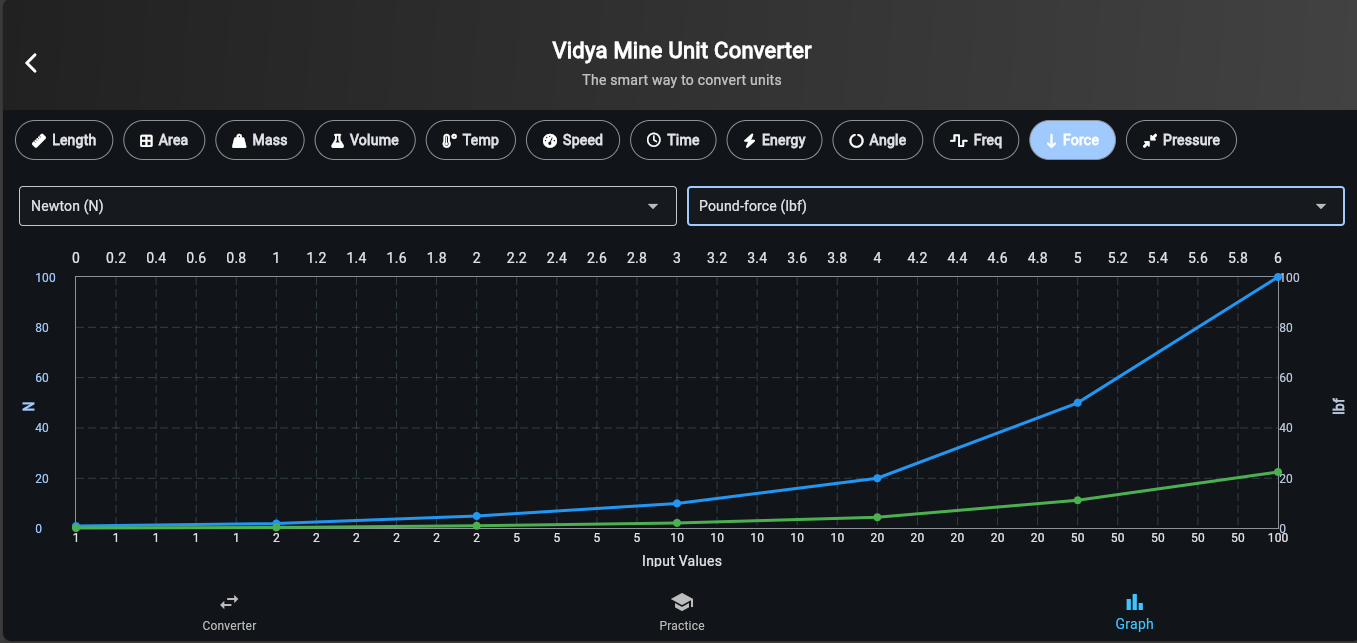 Vidya Mine Unit Converter
The smart way to convert units
Length Area Mass Volume Temp Speed Time Energy Angle Freq Force Pressure
Newton (N) Pound-force (lbf)
0 0.2 0.4 0.6 0.8 1 1.2 1.4 1.6 1.8 2 2.2 2.4 2.6 2.8 3 3.2 3.4 3.6 3.8 4 4.2 4.4 4.6 4.8 5 5.2 5.4 5.6 5.8 6
100 100
80 80
60 60
N lbf
40 40
20 20
0 0
1 1 1 1 1 2 2 2 2 2 2 5 5 5 5 10 10 10 10 10 20 20 20 20 20 50 50 50 50 50 100
Input Values
Converter Practice Graph